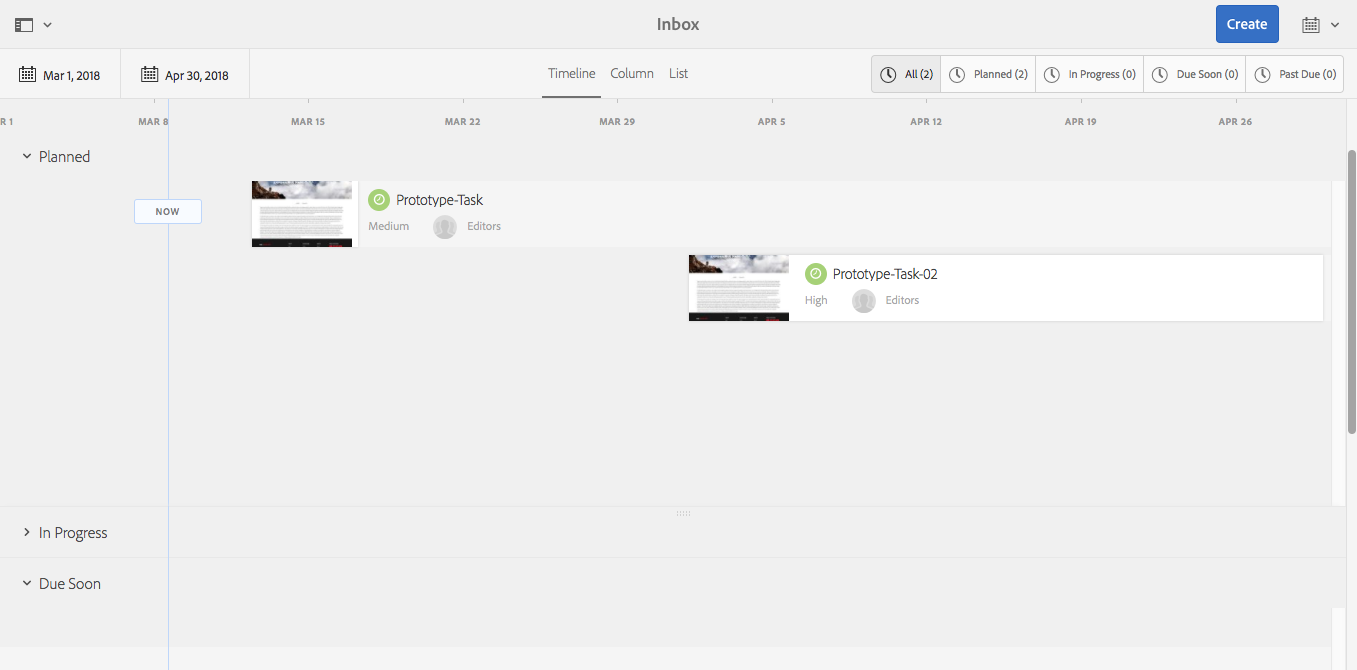 Inbox
Create
Mar 1, 2018
Apr 30, 2018
Timeline
Column
List
All (2)
Planned (2)
In Progress (0)
Due Soon (0)
Past Due (0)
R 1
MAR 8
MAR 15
MAR 22
MAR 29
APR 5
APR 12
APR 19
APR 26
Planned
NOW
Prototype-Task
Medium
Editors
Prototype-Task-02
High
Editors
In Progress
Due Soon